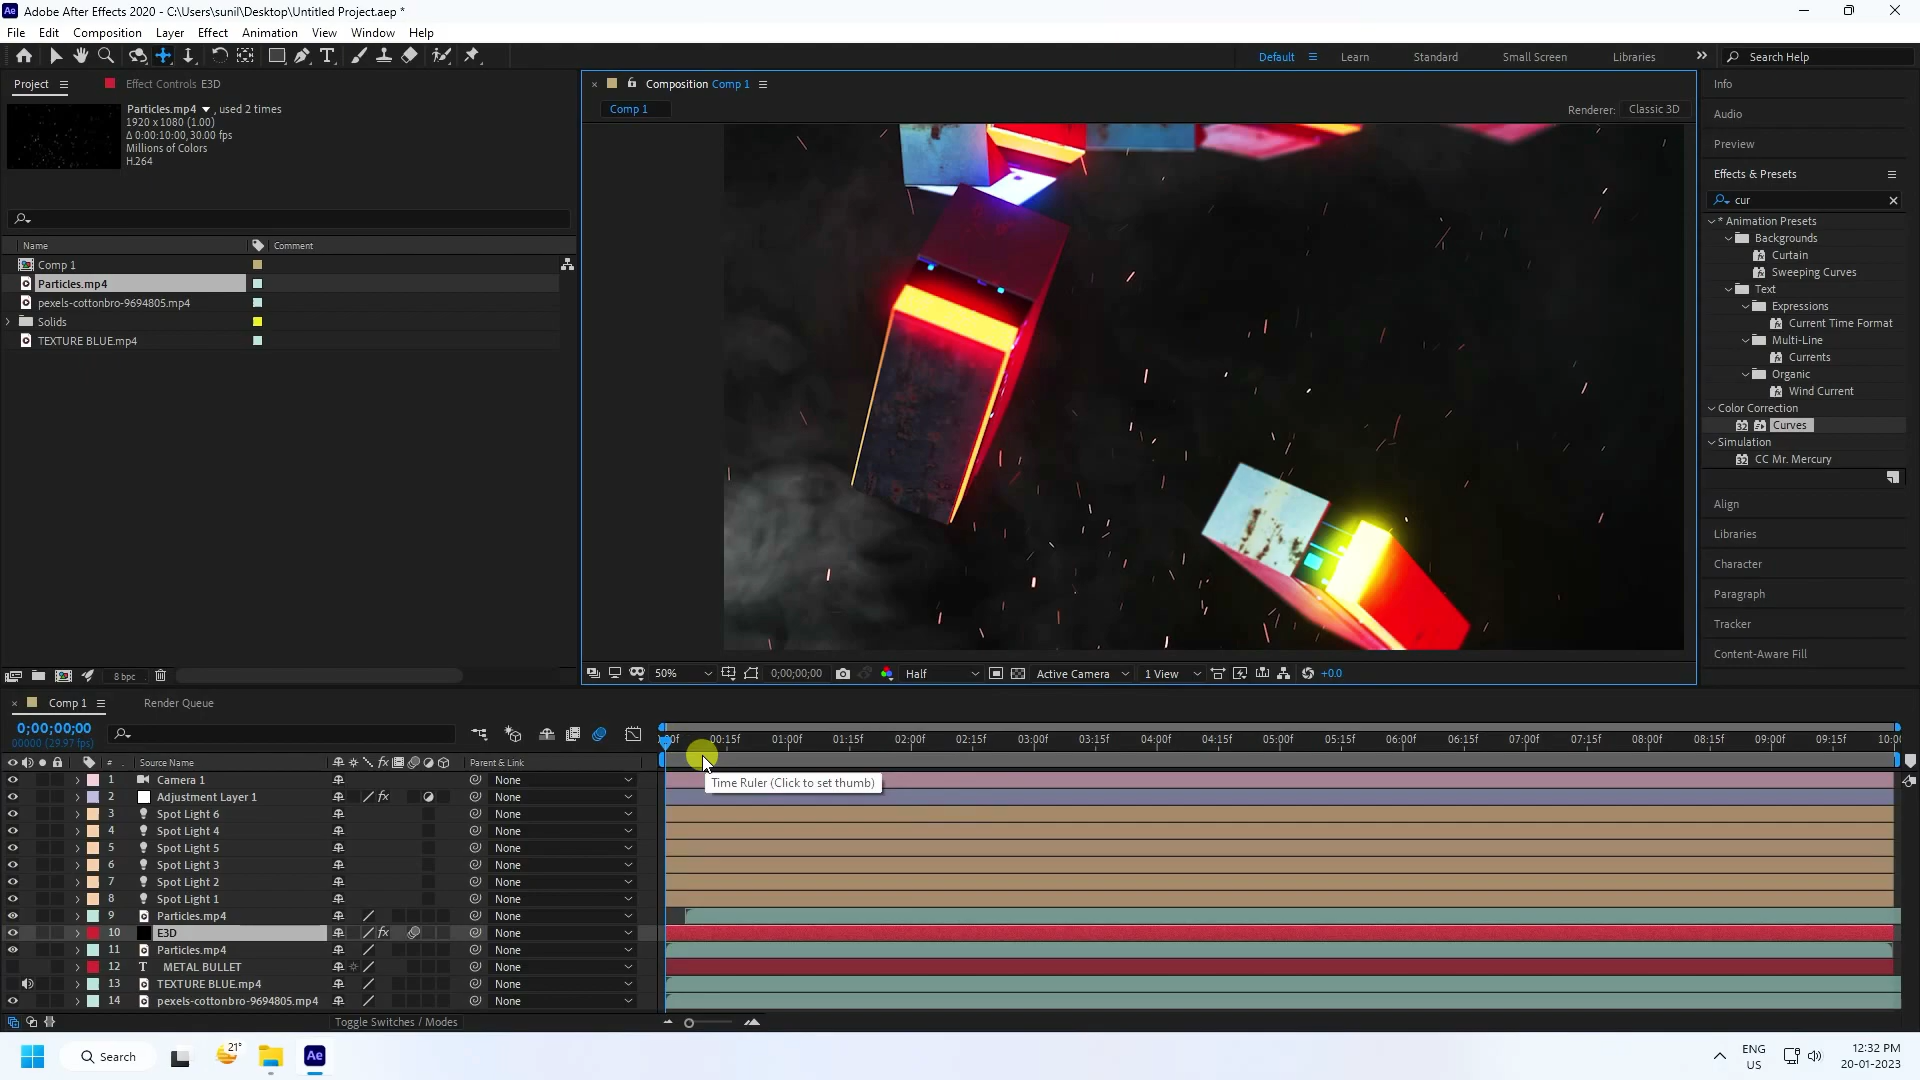 Adobe After Effects 2020 - C:\Users\sunil\Desktop\Untitled Project.aep *
File Edit Composition Layer Effect Animation View Window Help
Default Learn Standard Small Screen Libraries Search Help
Project Effect Controls E3D
Particles.mp4 , used 2 times
1920 x 1080 (1.00)
Δ 0:00:10:00, 30.00 fps
Millions of Colors
H.264
Name Comment
Comp 1
Particles.mp4
pexels-cottonbro-9694805.mp4
Solids
TEXTURE BLUE.mp4
8 bpc
Composition Comp 1
Comp 1
Renderer: Classic 3D
50% 0;00;00;00 Half Active Camera 1 View +0.0
Info
Audio
Preview
Effects & Presets
cur
* Animation Presets
Backgrounds
Curtain
Sweeping Curves
Text
Expressions
Current Time Format
Multi-Line
Currents
Organic
Wind Current
Color Correction
32 Curves
Simulation
32 CC Mr. Mercury
Align
Libraries
Character
Paragraph
Tracker
Content-Aware Fill
Comp 1 Render Queue
0;00;00;00
00000 (29.97 fps)
00f 00:15f 01:00f 01:15f 02:00f 02:15f 03:00f 03:15f 04:00f 04:15f 05:00f 05:15f 06:00f 06:15f 07:00f 07:15f 08:00f 08:15f 09:00f 09:15f 10:0
# Source Name fx Parent & Link
1 Camera 1 None
2 Adjustment Layer 1 fx None
3 Spot Light 6 None
4 Spot Light 4 None
5 Spot Light 5 None
6 Spot Light 3 None
7 Spot Light 2 None
8 Spot Light 1 None
9 Particles.mp4 None
10 E3D fx None
11 Particles.mp4 None
12 T METAL BULLET None
13 TEXTURE BLUE.mp4 None
14 pexels-cottonbro-9694805.mp4 None
Time Ruler (Click to set thumb)
Toggle Switches / Modes
Search
21°
Ae
ENG
US
12:32 PM
20-01-2023